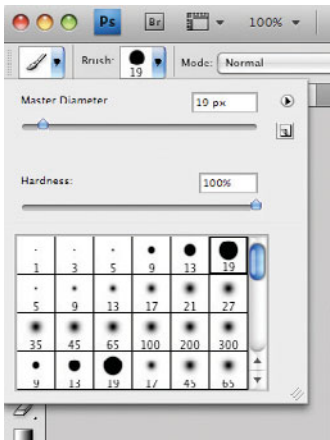 Ps Br 100%
Brush: 19 Mode: Normal
Master Diameter 19 px
Hardness: 100%
1 3 5 9 13 19
5 9 13 17 21 27
35 45 65 100 200 300
9 13 19 17 45 65